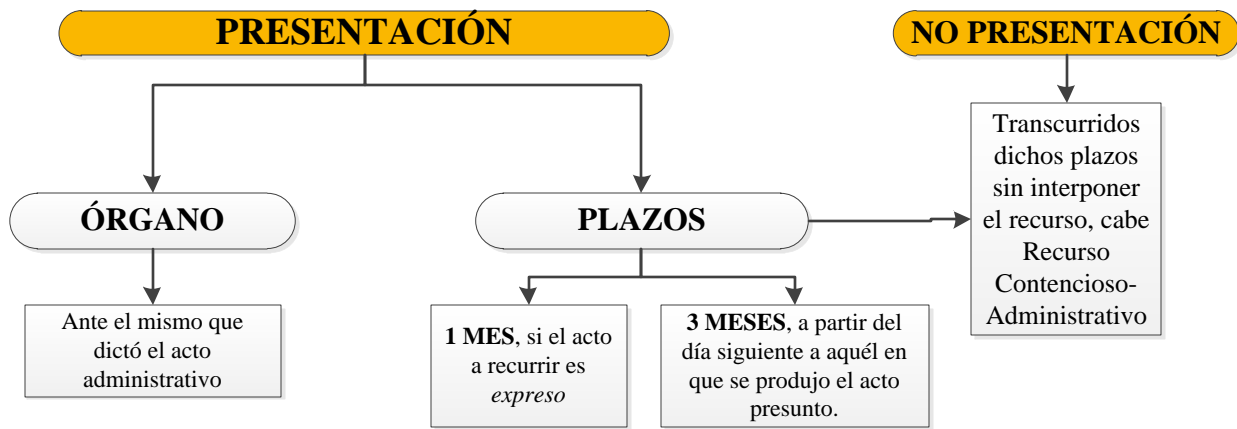 PRESENTACIÓN
NO PRESENTACIÓN
ÓRGANO
Ante el mismo que
dictó el acto
administrativo
PLAZOS
1 MES, si el acto
a recurrir es
expreso
3 MESES, a partir del
día siguiente a aquél en
que se produjo el acto
presunto.
Transcurridos
dichos plazos
sin interponer
el recurso, cabe
Recurso
Contencioso-
Administrativo